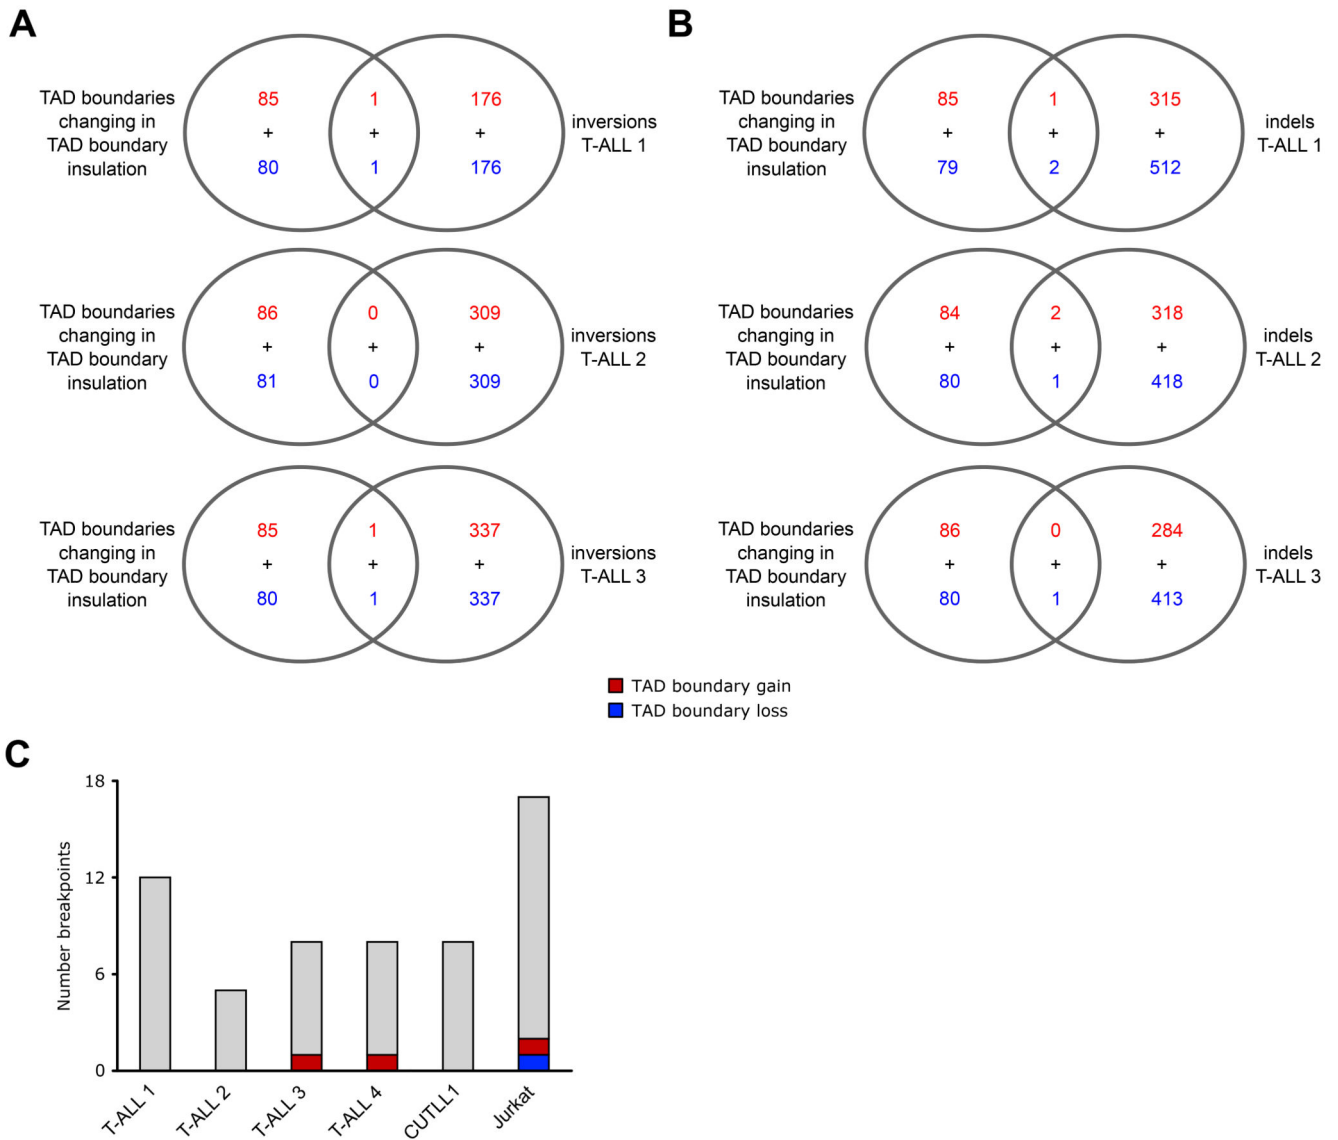 A
TAD boundaries
changing in
TAD boundary
insulation
85 1 176
+ + +
80 1 176
inversions
T-ALL 1
TAD boundaries
changing in
TAD boundary
insulation
86 0 309
+ + +
81 0 309
inversions
T-ALL 2
TAD boundaries
changing in
TAD boundary
insulation
85 1 337
+ + +
80 1 337
inversions
T-ALL 3
B
TAD boundaries
changing in
TAD boundary
insulation
85 1 315
+ + +
79 2 512
indels
T-ALL 1
TAD boundaries
changing in
TAD boundary
insulation
84 2 318
+ + +
80 1 418
indels
T-ALL 2
TAD boundaries
changing in
TAD boundary
insulation
86 0 284
+ + +
80 1 413
indels
T-ALL 3
TAD boundary gain
TAD boundary loss
C
Number breakpoints
18
12
6
0
T-ALL 1
T-ALL 2
T-ALL 3
T-ALL 4
CUTLL1
Jurkat